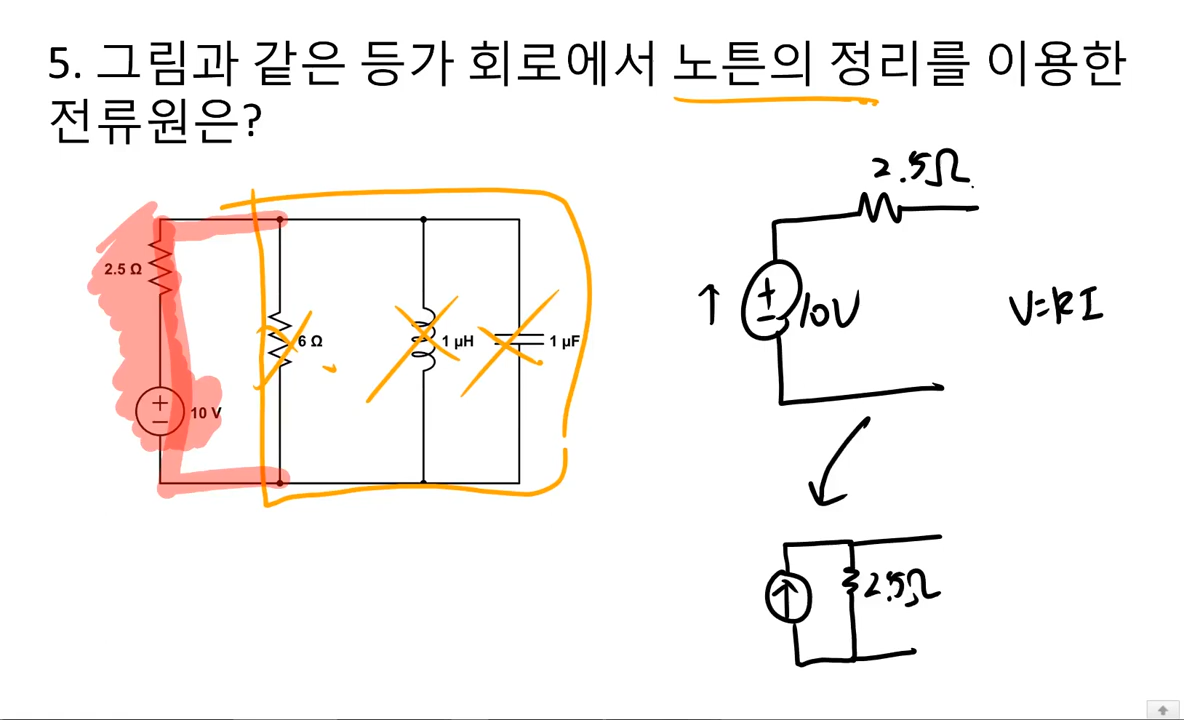 5. 그림과 같은 등가 회로에서 노튼의 정리를 이용한
전류원은?
2.5Ω
2.5 Ω
6 Ω
1 µH
1 µF
10 V
+
−
10V
V=RI
2.5Ω